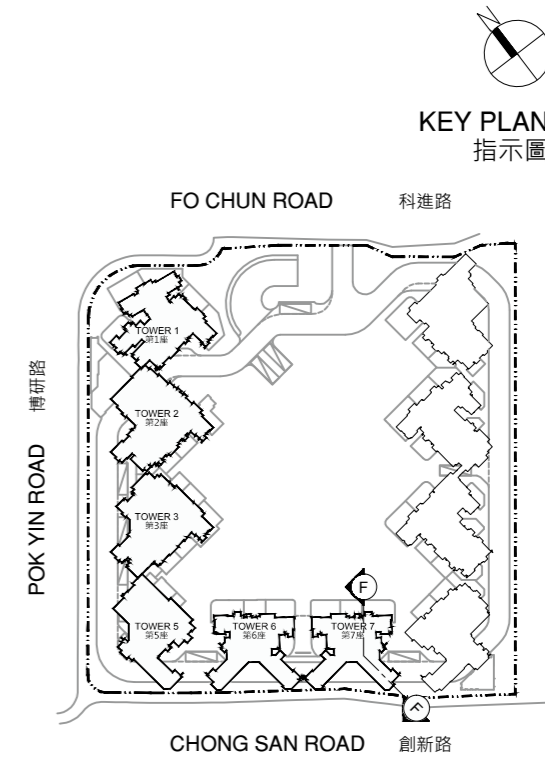 KEY PLAN
指示圖
FO CHUN ROAD 科進路
TOWER 1
第1座
博研路
POK YIN ROAD
TOWER 2
第2座
TOWER 3
第3座
F
TOWER 5
第5座
TOWER 6
第6座
TOWER 7
第7座
F
CHONG SAN ROAD 創新路